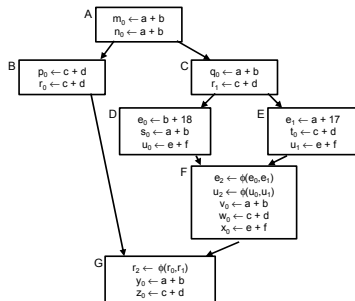 A
m₀ ← a + b
n₀ ← a + b
B
p₀ ← c + d
r₀ ← c + d
C
q₀ ← a + b
r₁ ← c + d
D
e₀ ← b + 18
s₀ ← a + b
u₀ ← e + f
E
e₁ ← a + 17
t₀ ← c + d
u₁ ← e + f
F
e₂ ← ϕ(e₀,e₁)
u₂ ← ϕ(u₀,u₁)
v₀ ← a + b
w₀ ← c + d
x₀ ← e + f
G
r₂ ← ϕ(r₀,r₁)
y₀ ← a + b
z₀ ← c + d